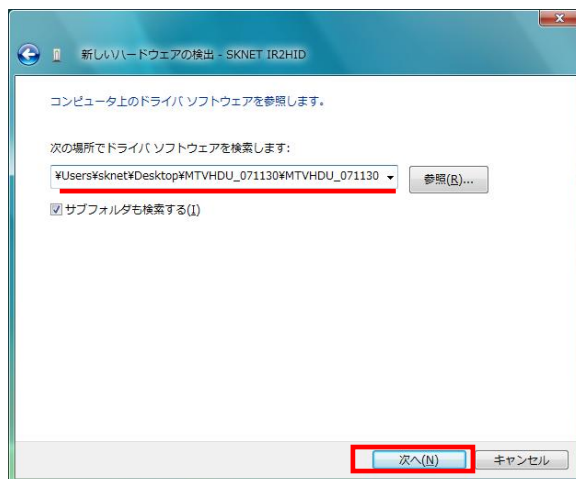 新しいハードウェアの検出 - SKNET IR2HID
コンピュータ上のドライバ ソフトウェアを参照します。
次の場所でドライバ ソフトウェアを検索します:
¥Users¥sknet¥Desktop¥MTVHDU_071130¥MTVHDU_071130
参照(R)...
サブフォルダも検索する(I)
次へ(N)
キャンセル